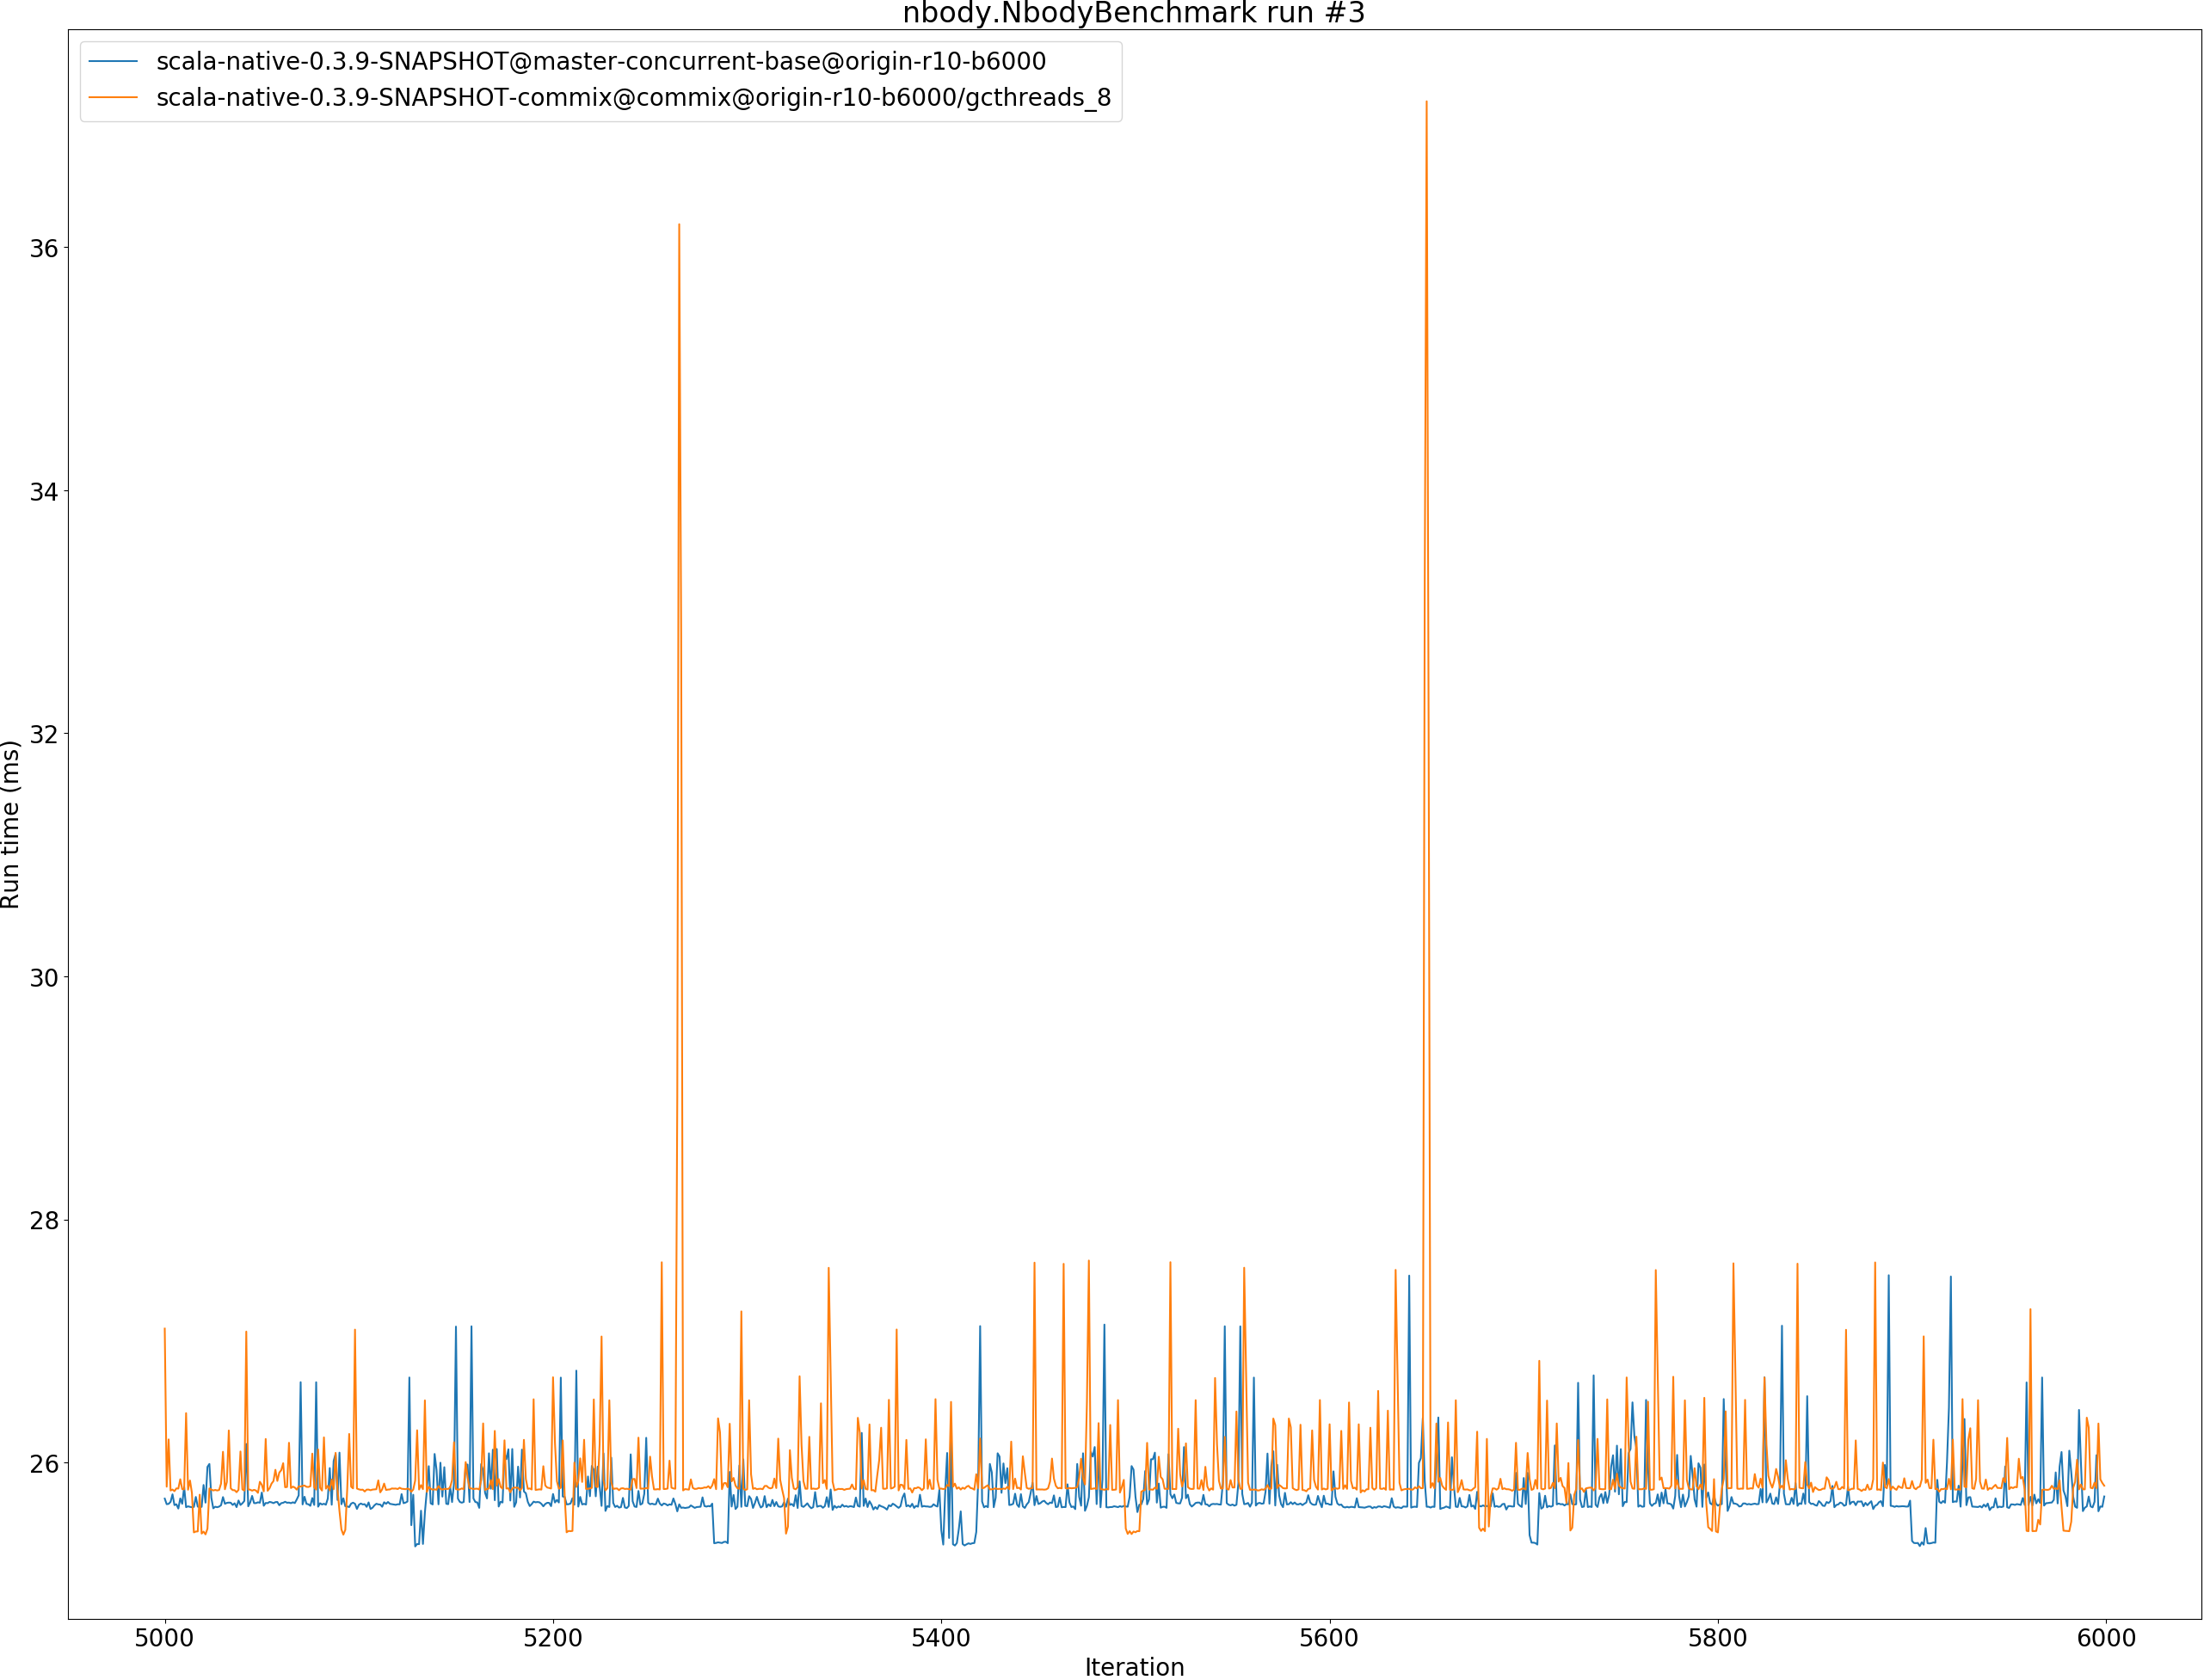 nbody.NbodyBenchmark run #3
scala-native-0.3.9-SNAPSHOT@master-concurrent-base@origin-r10-b6000
scala-native-0.3.9-SNAPSHOT-commix@commix@origin-r10-b6000/gcthreads_8
36
34
32
30
28
26
Run time (ms)
5000 5200 5400 5600 5800 6000
Iteration